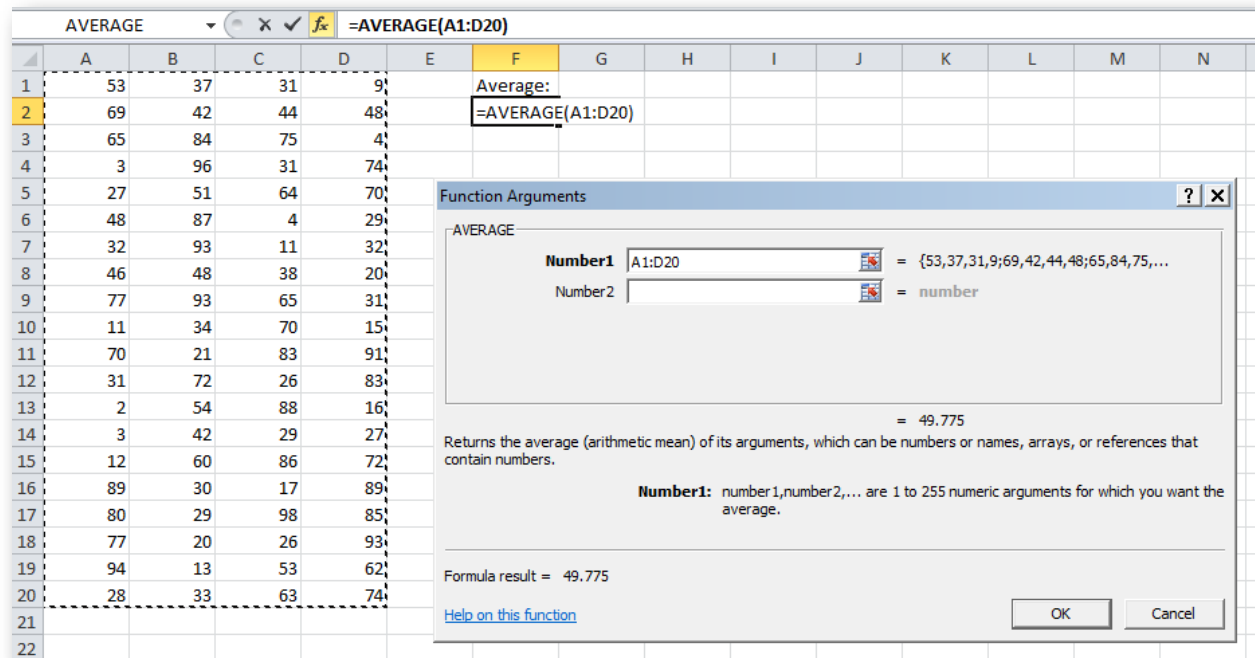 AVERAGE fx =AVERAGE(A1:D20)
A B C D E F G H I J K L M N
1 53 37 31 9 Average:
2 69 42 44 48 =AVERAGE(A1:D20)
3 65 84 75 4
4 3 96 31 74
5 27 51 64 70
6 48 87 4 29
7 32 93 11 32
8 46 48 38 20
9 77 93 65 31
10 11 34 70 15
11 70 21 83 91
12 31 72 26 83
13 2 54 88 16
14 3 42 29 27
15 12 60 86 72
16 89 30 17 89
17 80 29 98 85
18 77 20 26 93
19 94 13 53 62
20 28 33 63 74
21
22
Function Arguments ? X
AVERAGE
Number1 A1:D20 = {53,37,31,9;69,42,44,48;65,84,75,...
Number2 = number
= 49.775
Returns the average (arithmetic mean) of its arguments, which can be numbers or names, arrays, or references that
contain numbers.
Number1: number1,number2,... are 1 to 255 numeric arguments for which you want the
average.
Formula result = 49.775
Help on this function
OK Cancel